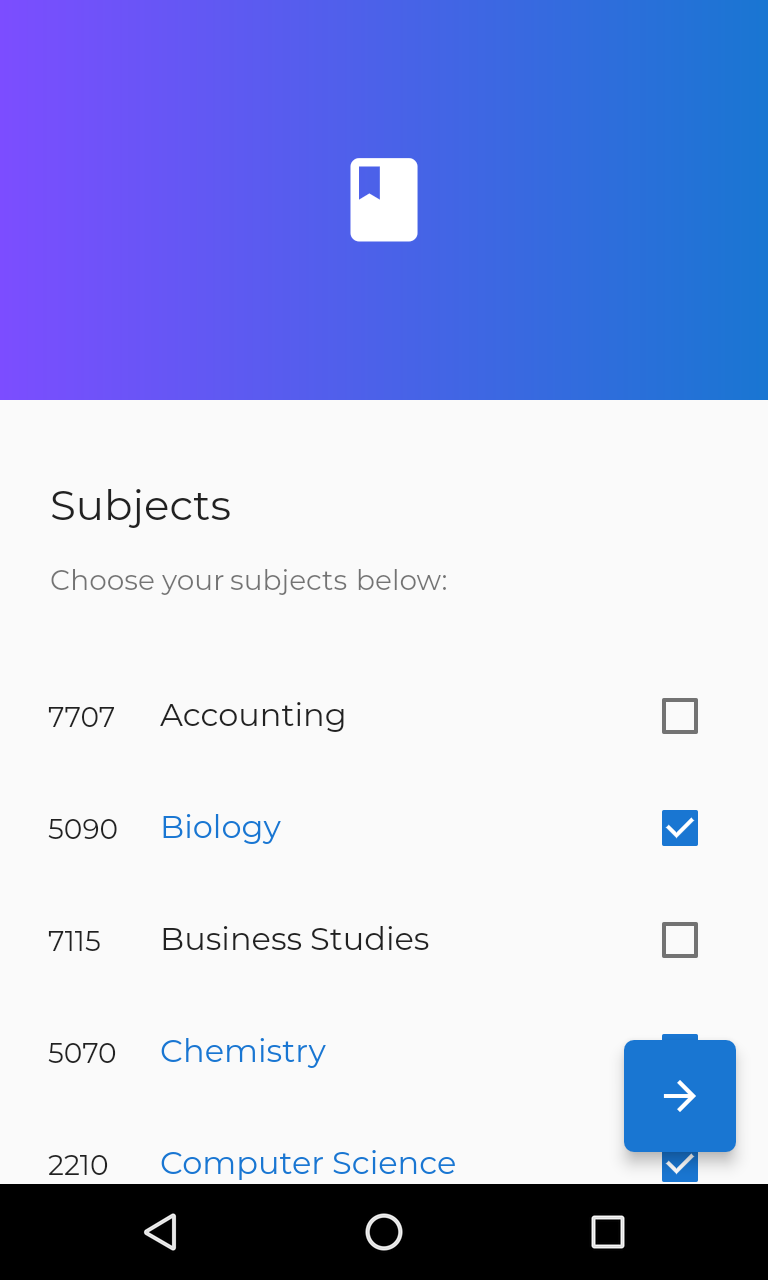 Subjects
Choose your subjects below:
7707 Accounting
5090 Biology
7115 Business Studies
5070 Chemistry
2210 Computer Science